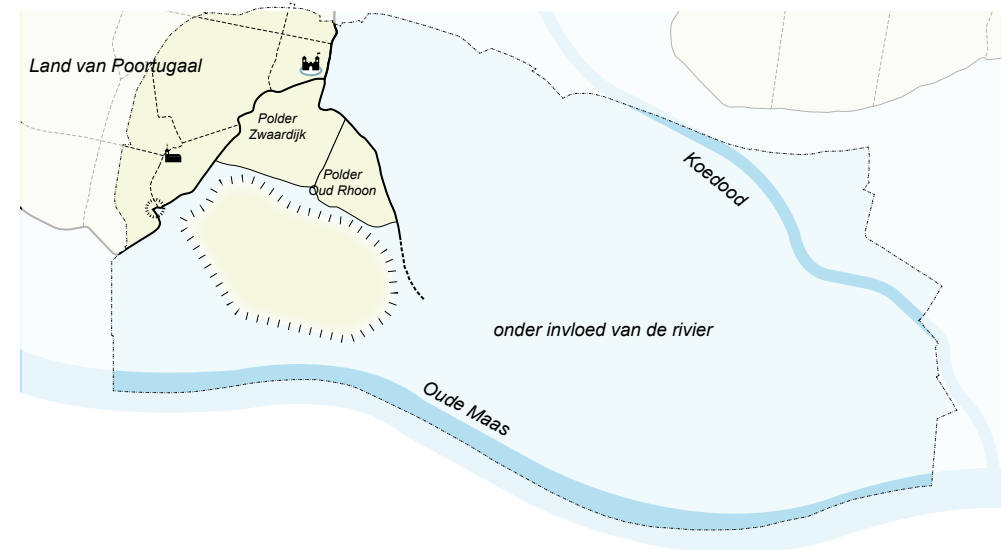 Land van Poortugaal
Polder
Zwaardijk
Polder
Oud Rhoon
Koedood
onder invloed van de rivier
Oude Maas